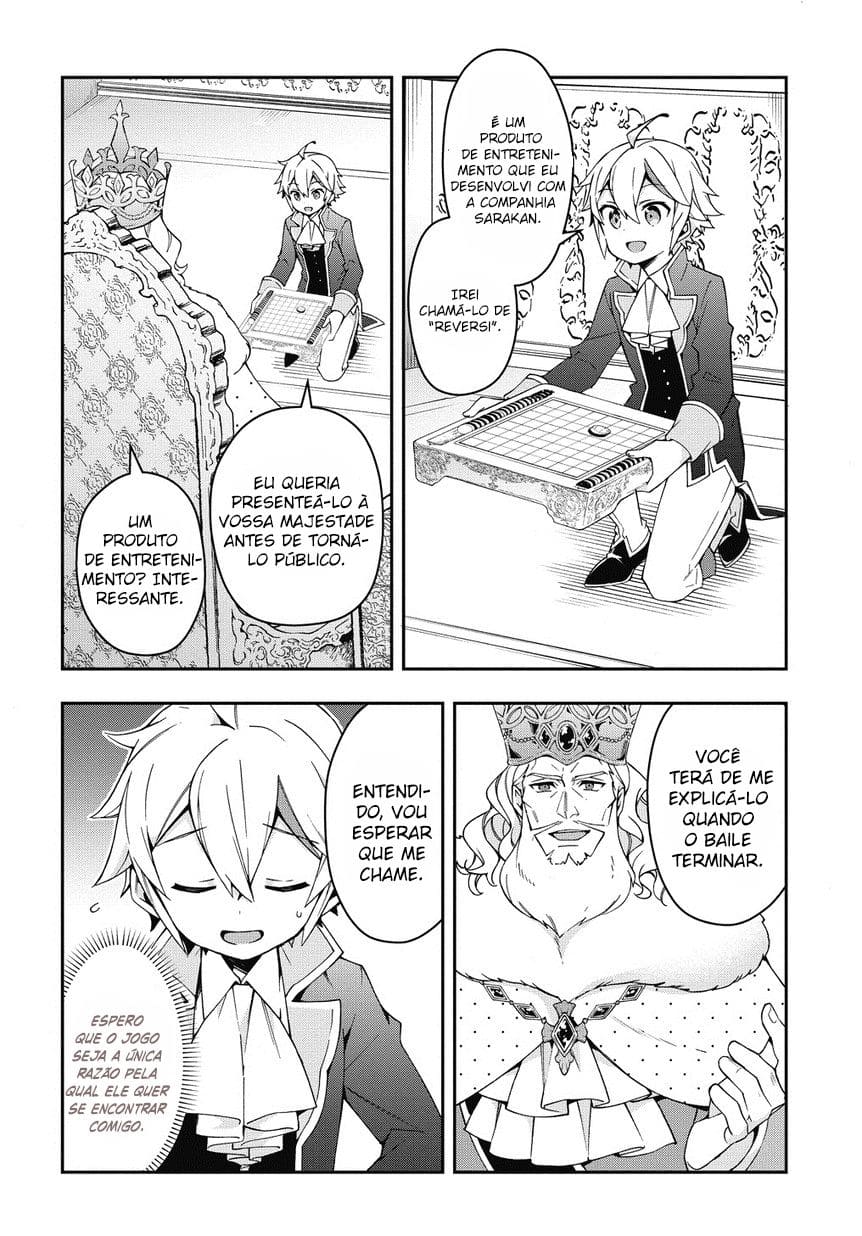 É UM
PRODUTO
DE ENTRETENI-
MENTO QUE EU
DESENVOLVI COM
A COMPANHIA
SARAKAN.
IREI
CHAMÁ-LO DE
"REVERSI".
EU QUERIA
PRESENTEÁ-LO À
VOSSA MAJESTADE
ANTES DE TORNÁ-
LO PÚBLICO.
UM
PRODUTO
DE ENTRETENI-
MENTO? INTE-
RESSANTE.
VOCÊ
TERÁ DE ME
EXPLICÁ-LO
QUANDO
O BAILE
TERMINAR.
ENTENDI-
DO, VOU
ESPERAR
QUE ME
CHAME.
ESPERO
QUE O JOGO
SEJA A ÚNICA
RAZÃO PELA
QUAL ELE QUER
SE ENCONTRAR
COMIGO.